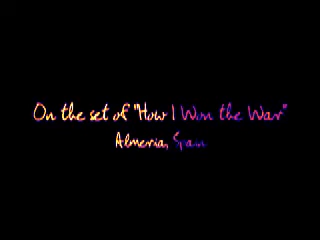 On the set of "How I Won the War"
Almeria, Spain